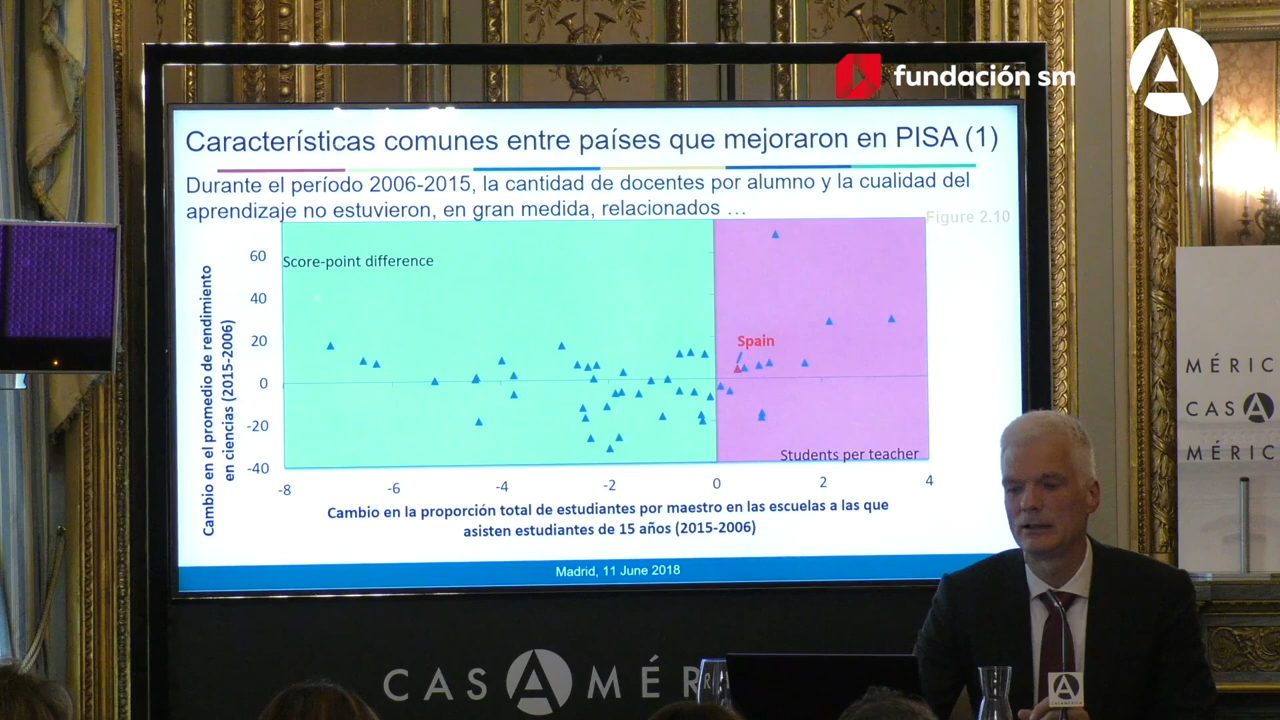 fundación sm
Características comunes entre países que mejoraron en PISA (1)
Durante el período 2006-2015, la cantidad de docentes por alumno y la cualidad del
aprendizaje no estuvieron, en gran medida, relacionados ...
Figure 2.10
Score-point difference
Cambio en el promedio de rendimiento
en ciencias (2015-2006)
60
40
20
0
-20
-40
Spain
Students per teacher
-8
-6
-4
-2
0
2
4
Cambio en la proporción total de estudiantes por maestro en las escuelas a las que
asisten estudiantes de 15 años (2015-2006)
Madrid, 11 June 2018
CASAMÉR
MÉRIC
CASA
MÉRIC